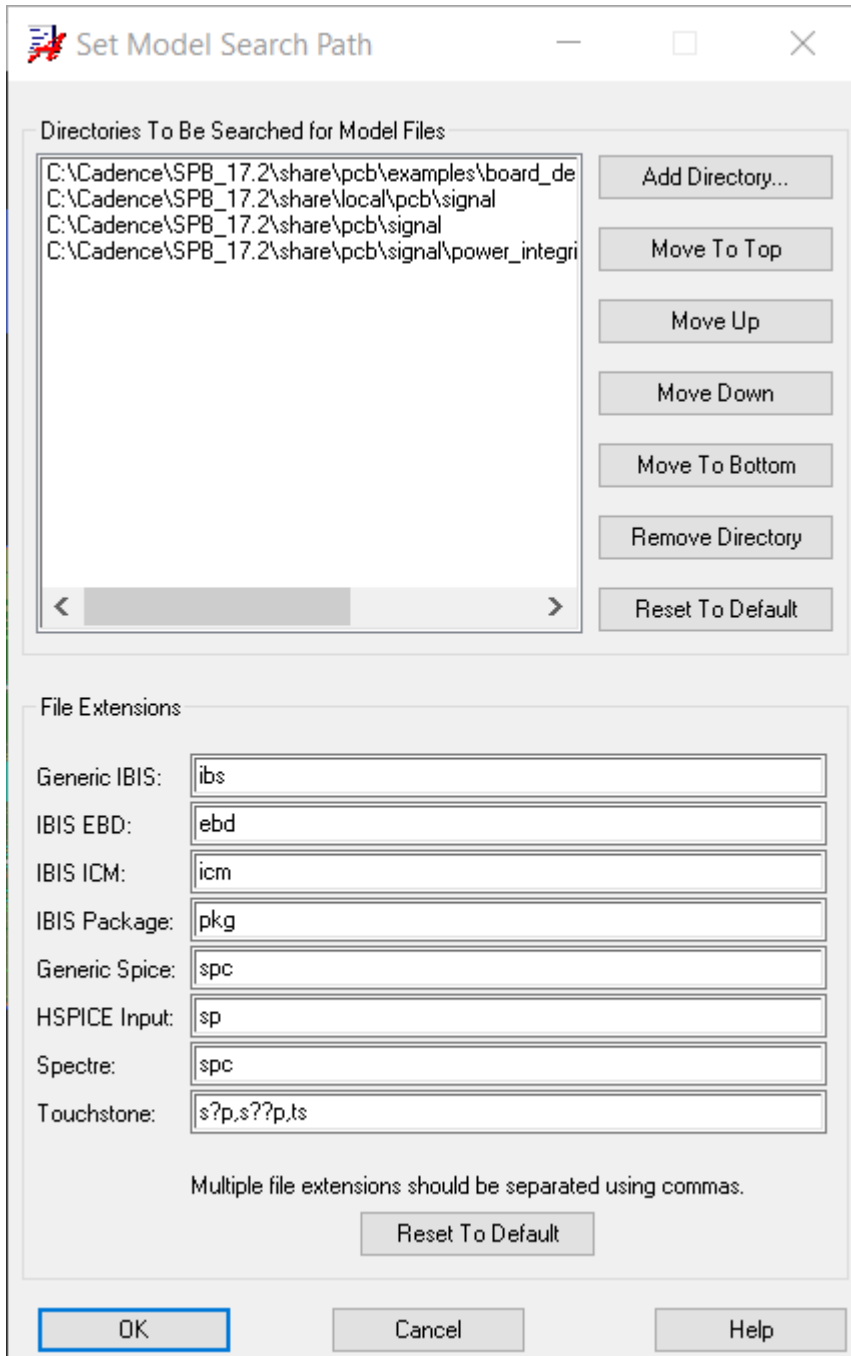 Set Model Search Path
Directories To Be Searched for Model Files
C:\Cadence\SPB_17.2\share\pcb\examples\board_de
C:\Cadence\SPB_17.2\share\local\pcb\signal
C:\Cadence\SPB_17.2\share\pcb\signal
C:\Cadence\SPB_17.2\share\pcb\signal\power_integri
Add Directory...
Move To Top
Move Up
Move Down
Move To Bottom
Remove Directory
Reset To Default
File Extensions
Generic IBIS: ibs
IBIS EBD: ebd
IBIS ICM: icm
IBIS Package: pkg
Generic Spice: spc
HSPICE Input: sp
Spectre: spc
Touchstone: s?p,s??p,ts
Multiple file extensions should be separated using commas.
Reset To Default
OK Cancel Help